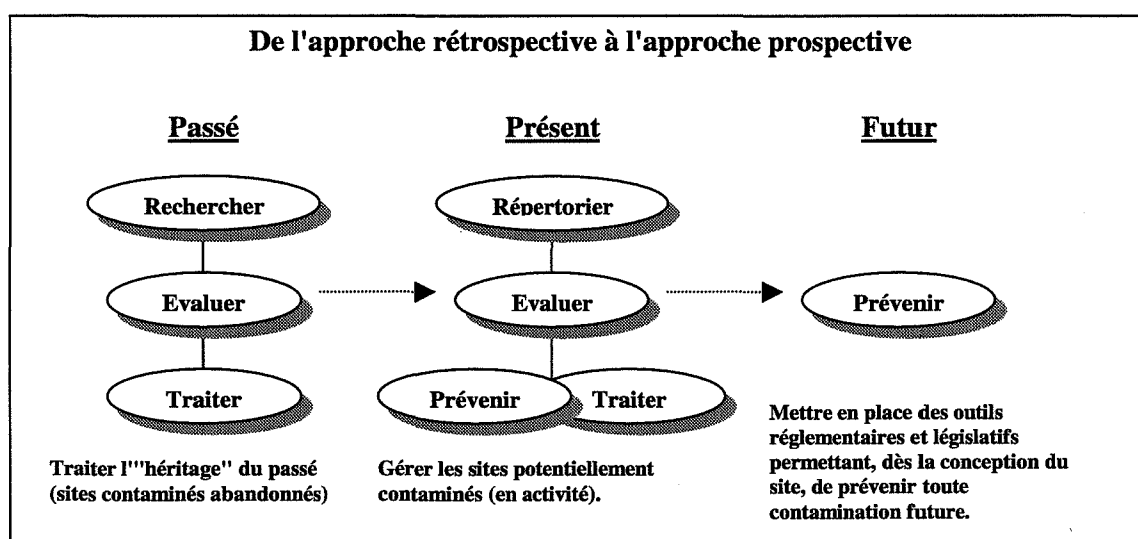 De l'approche rétrospective à l'approche prospective
Passé
Rechercher
Evaluer
Traiter
Traiter l'"héritage" du passé
(sites contaminés abandonnés)
Présent
Répertorier
Evaluer
Prévenir
Traiter
Gérer les sites potentiellement
contaminés (en activité).
Futur
Prévenir
Mettre en place des outils
réglementaires et législatifs
permettant, dès la conception du
site, de prévenir toute
contamination future.